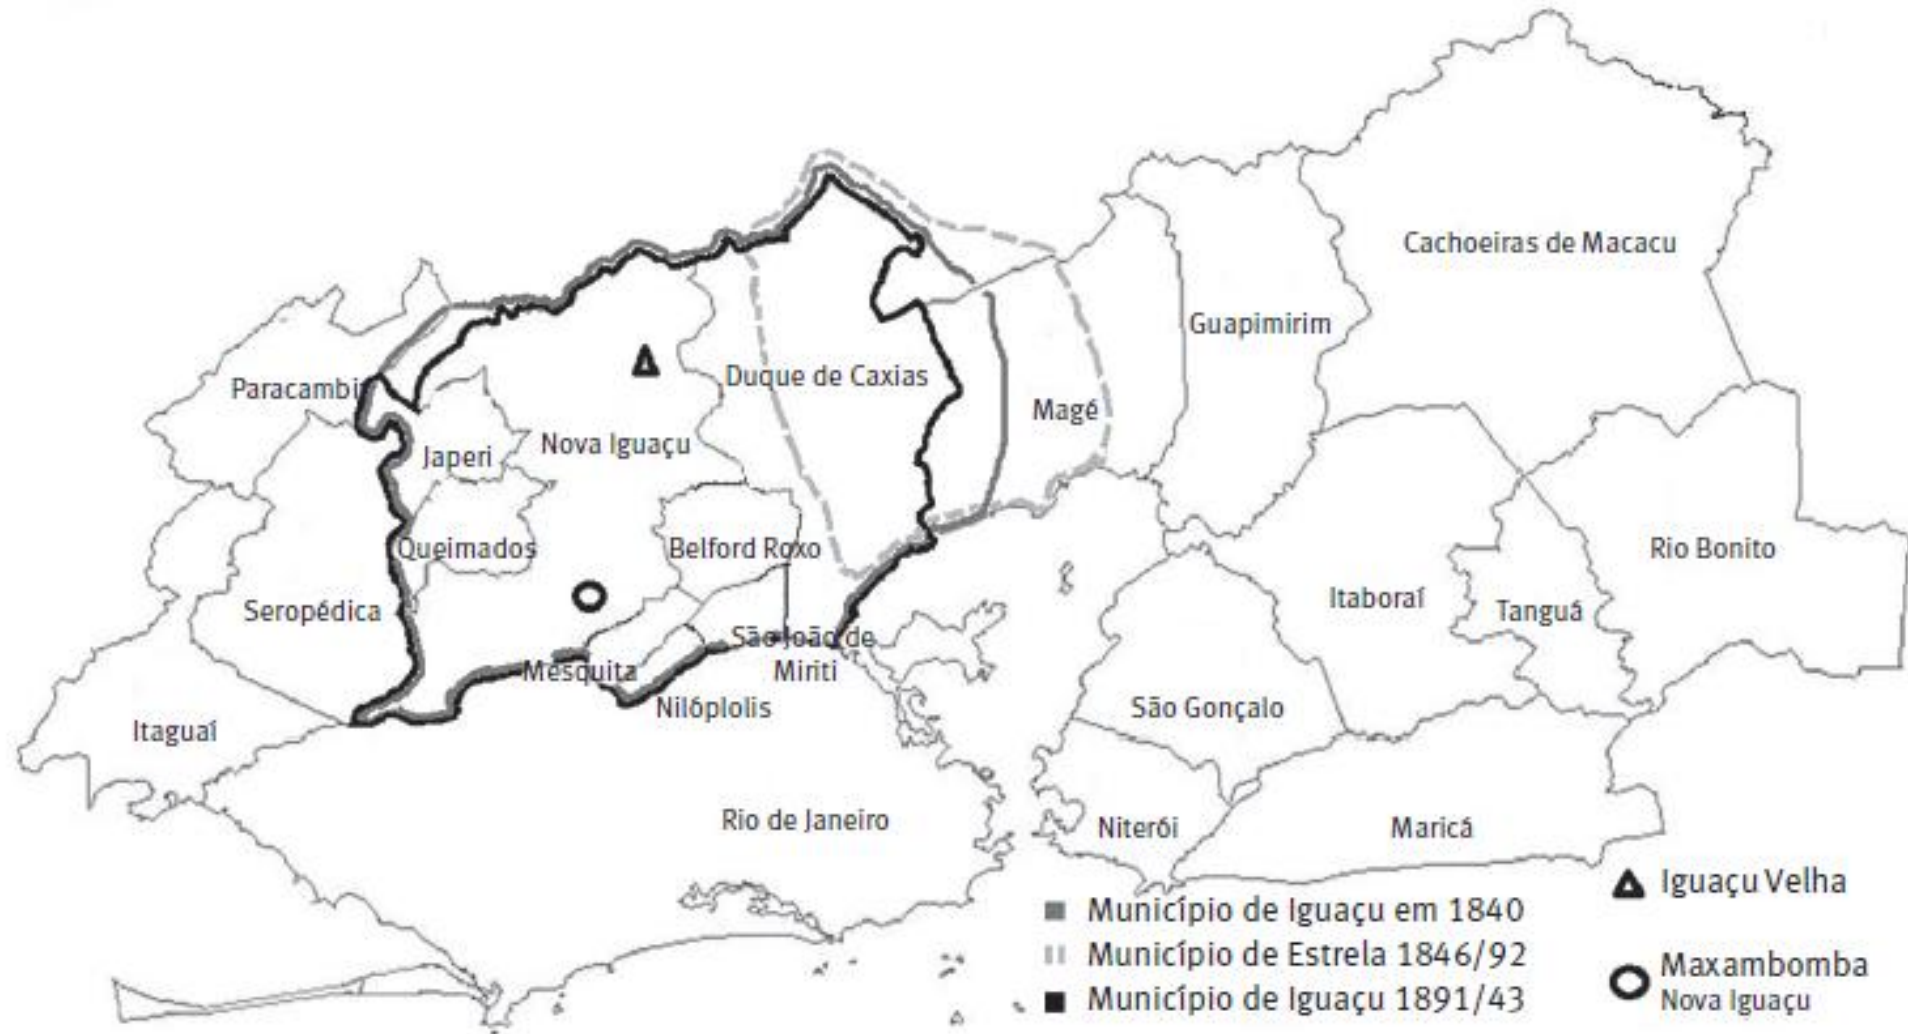 Cachoeiras de Macacu
Guapimirim
Paracambi
Duque de Caxias
Magé
Japeri
Nova Iguaçu
Queimados
Belford Roxo
Rio Bonito
Seropédica
Itaboraí
Tanguá
São João de
Miriti
Mesquita
Nilóplolis
São Gonçalo
Itaguaí
Rio de Janeiro
Niterói
Maricá
Município de Iguaçu em 1840
Município de Estrela 1846/92
Município de Iguaçu 1891/43
Iguaçu Velha
Maxambomba
Nova Iguaçu